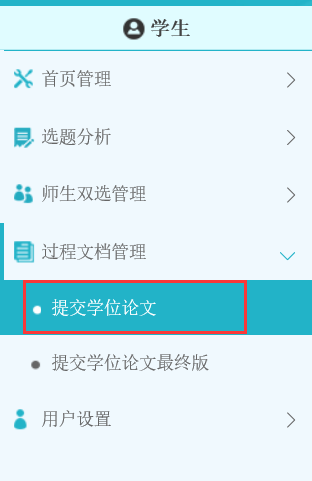 学生
首页管理
选题分析
师生双选管理
过程文档管理
提交学位论文
提交学位论文最终版
用户设置